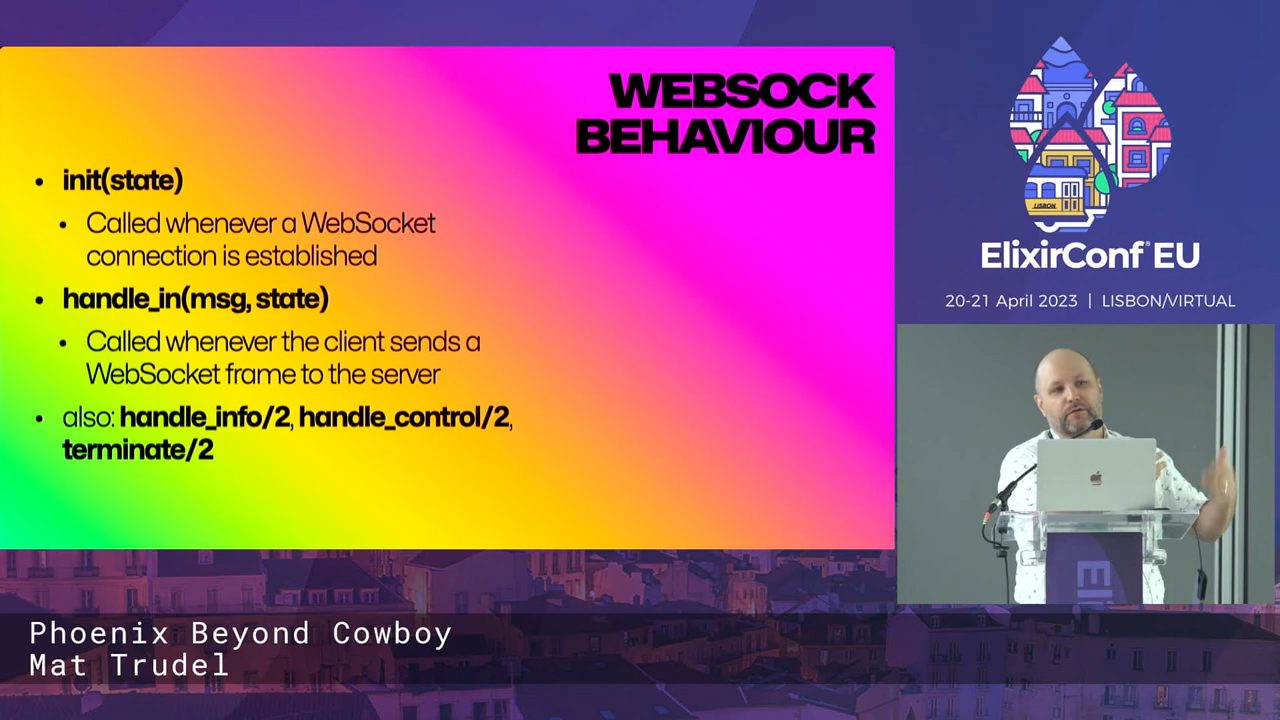 WEBSOCK
BEHAVIOUR
• init(state)
• Called whenever a WebSocket
connection is established
• handle_in(msg, state)
• Called whenever the client sends a
WebSocket frame to the server
• also: handle_info/2, handle_control/2,
terminate/2
LISBON
ElixirConf® EU
20-21 April 2023 | LISBON/VIRTUAL
Phoenix Beyond Cowboy
Mat Trudel